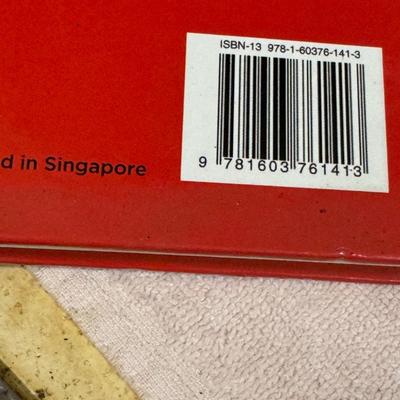 ISBN-13 978-1-60376-141-3
9 781603 761413
d in Singapore